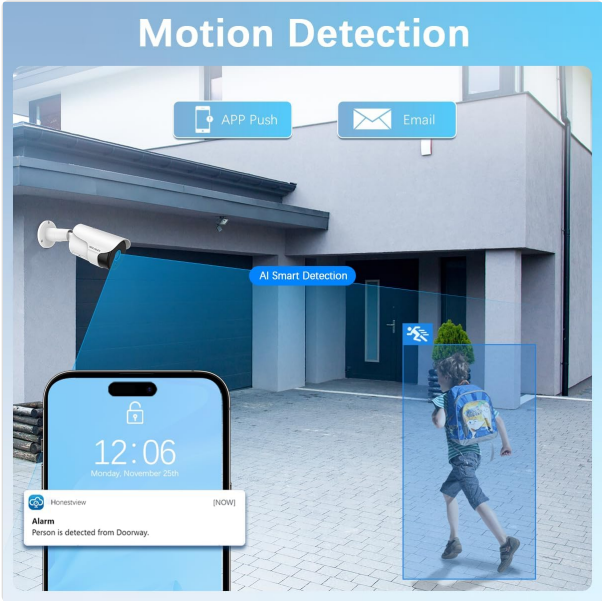 Motion Detection
APP Push
Email
AI Smart Detection
12:06
Monday, November 25th
Honestview
[NOW]
Alarm
Person is detected from Doorway.